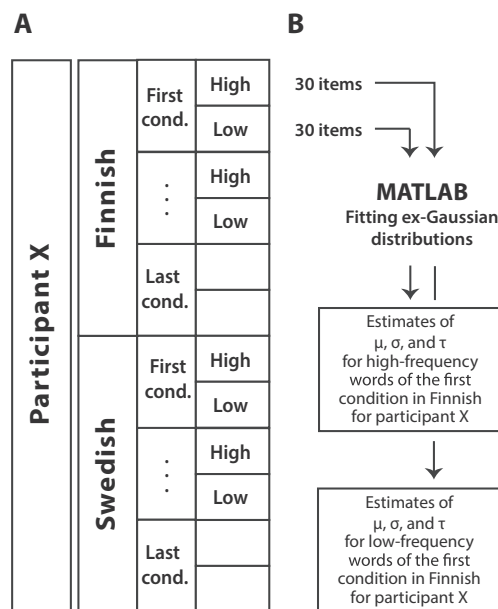 A
Participant X
Finnish
First
cond.
High
Low
⋮
High
Low
Last
cond.
Swedish
First
cond.
High
Low
⋮
High
Low
Last
cond.
B
30 items
30 items
MATLAB
Fitting ex-Gaussian
distributions
Estimates of
μ, σ, and τ
for high-frequency
words of the first
condition in Finnish
for participant X
Estimates of
μ, σ, and τ
for low-frequency
words of the first
condition in Finnish
for participant X